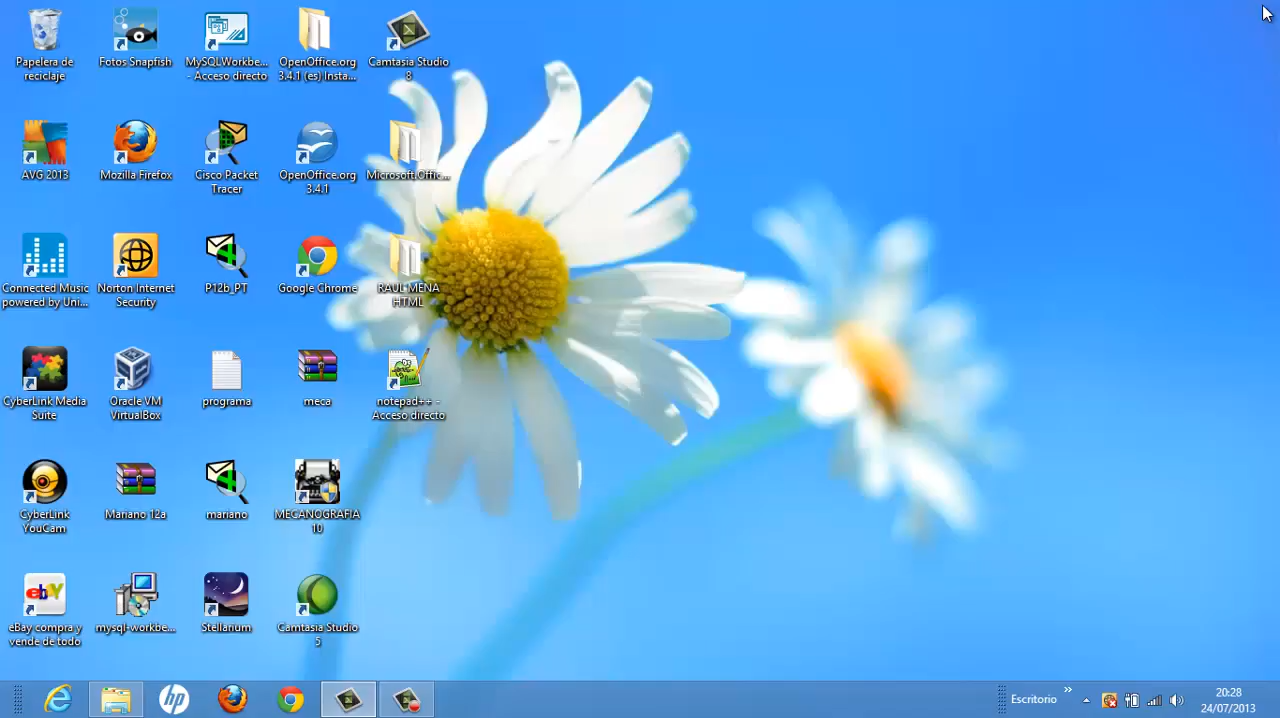 Papelera de
reciclaje
Fotos Snapfish
MySQLWorkbe...
- Acceso directo
OpenOffice.org
3.4.1 (es) Insta...
Camtasia Studio
8
AVG 2013
Mozilla Firefox
Cisco Packet
Tracer
OpenOffice.org
3.4.1
Microsoft.Offic...
Connected Music
powered by Uni...
Norton Internet
Security
P12b_PT
Google Chrome
RAUL MENA
HTML
CyberLink Media
Suite
Oracle VM
VirtualBox
programa
meca
notepad++ -
Acceso directo
CyberLink
YouCam
Mariano 12a
mariano
MECANOGRAFIA
10
ebY
eBay compra y
vende de todo
mysql-workbe...
Stellarium
Camtasia Studio
5
hp
Escritorio
»
20:28
24/07/2013